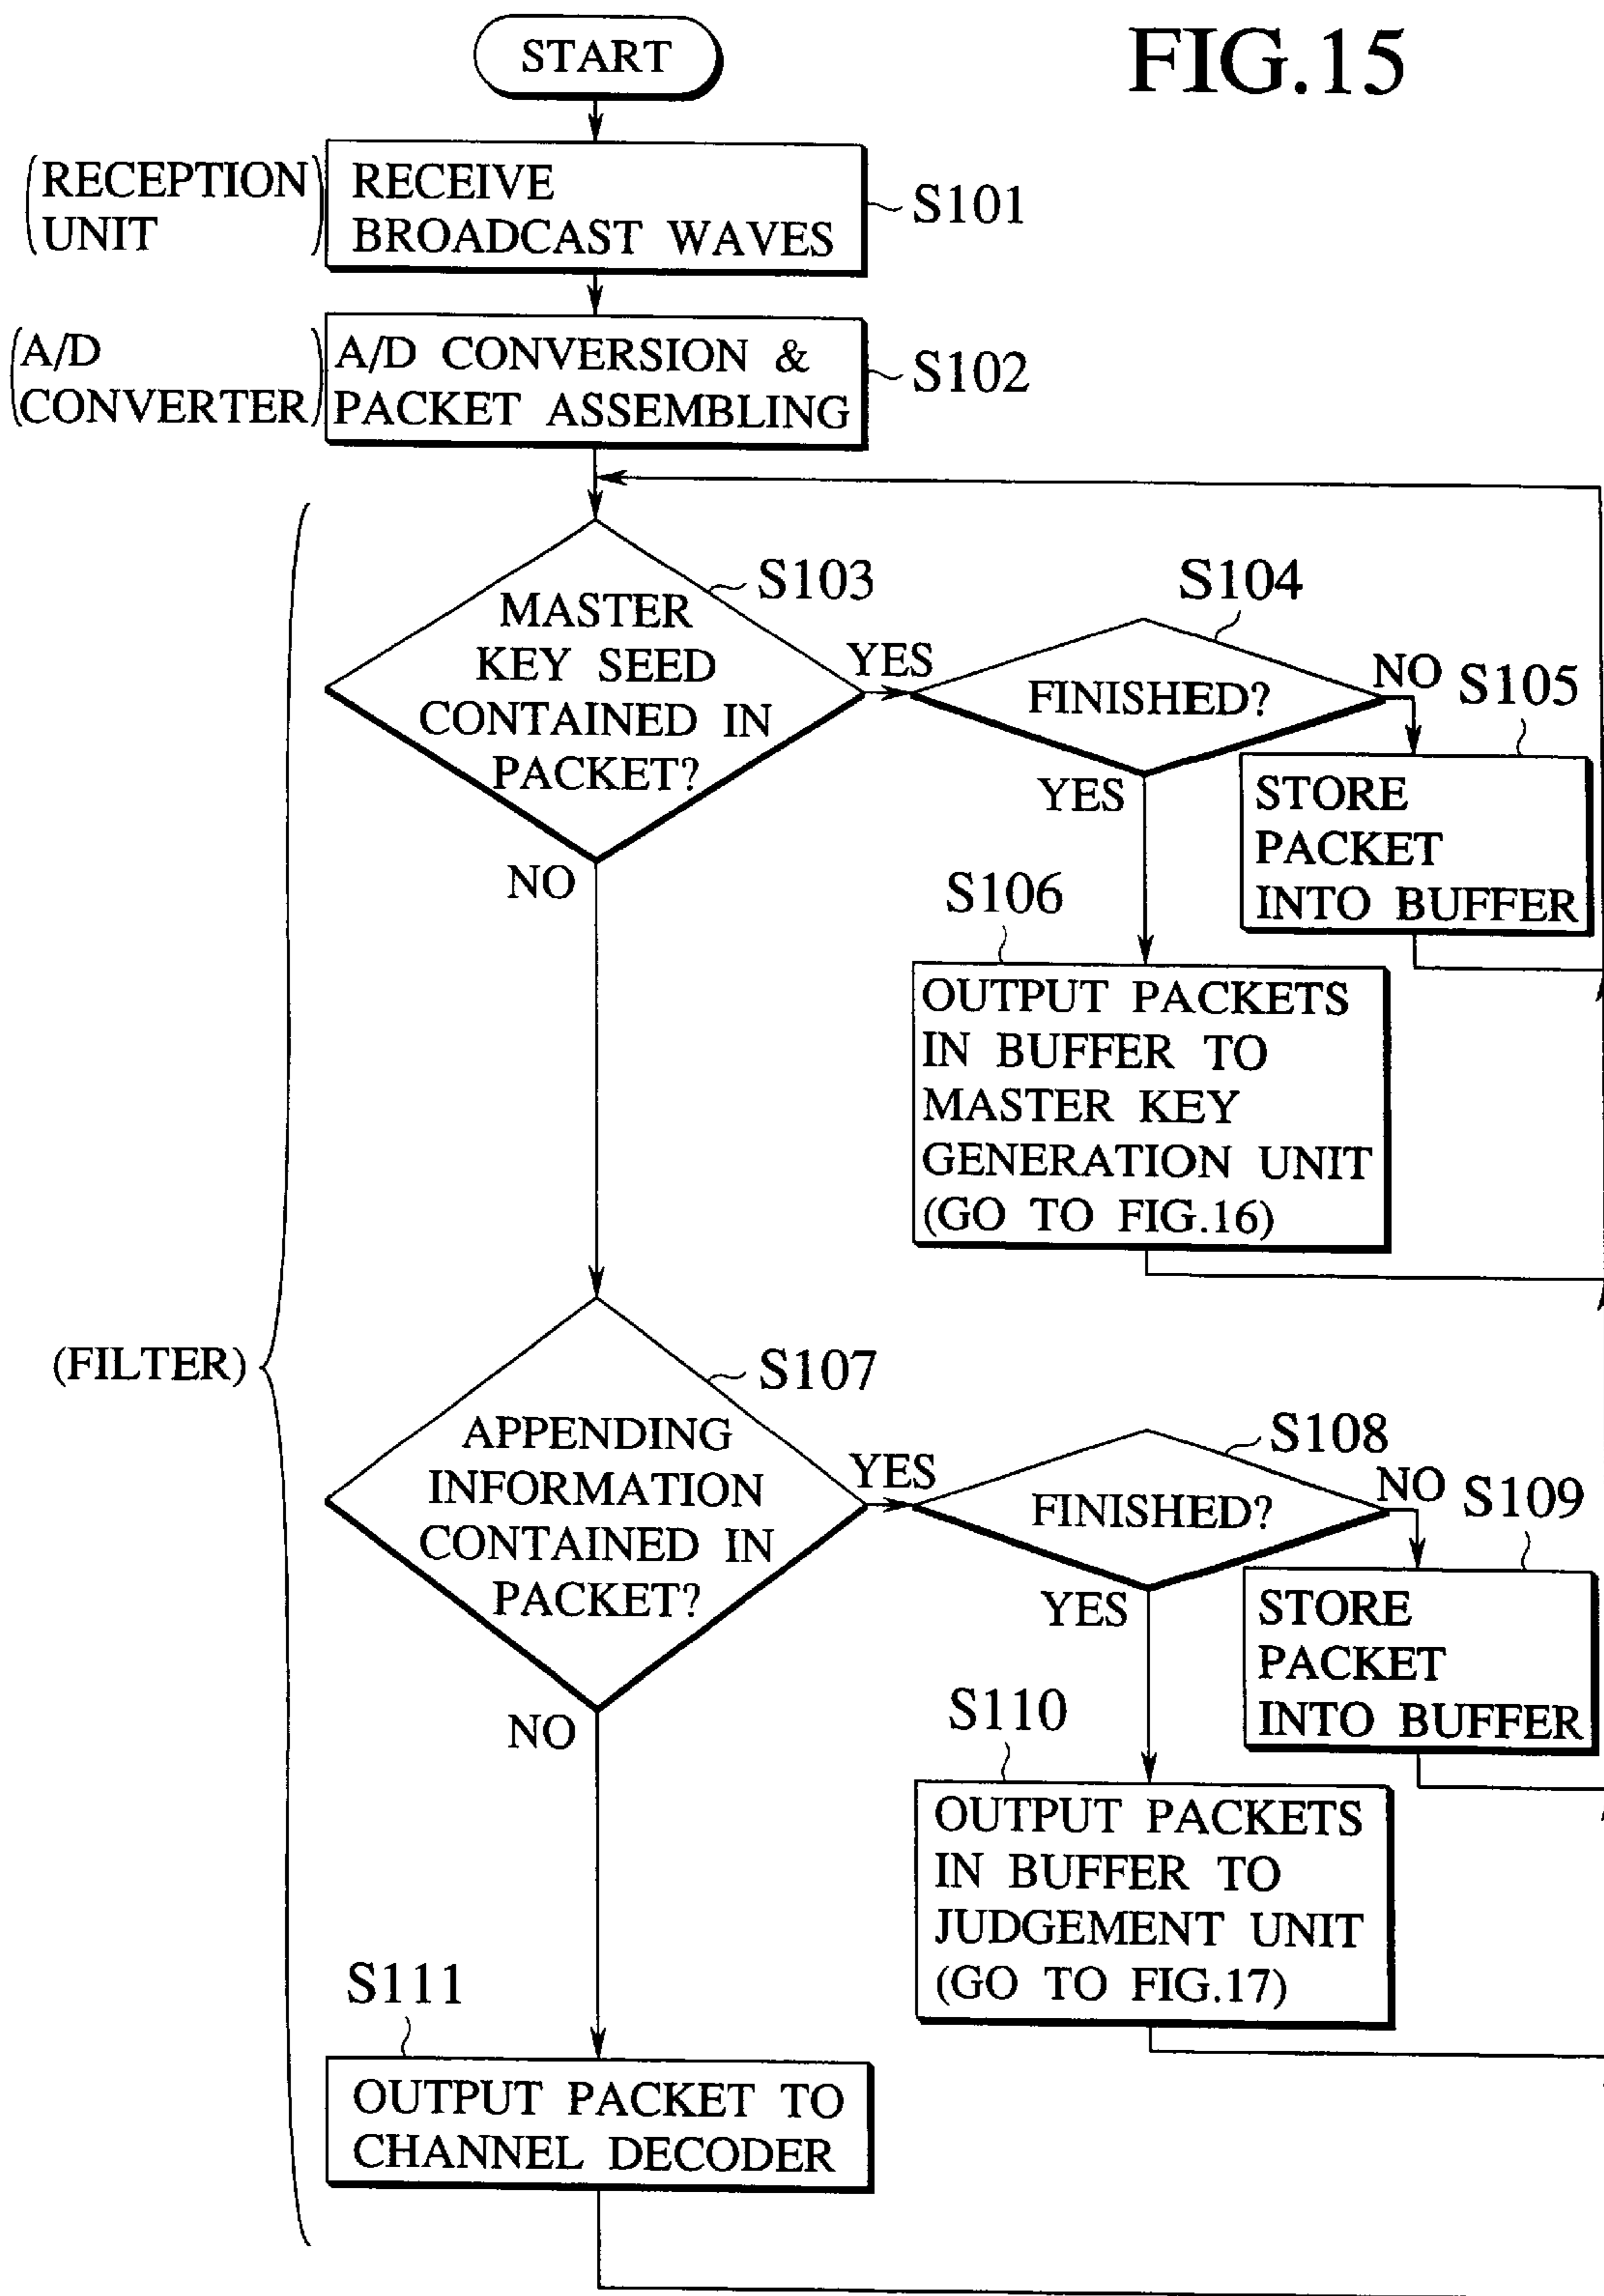 FIG.15
START
(RECEPTION
UNIT)
RECEIVE
BROADCAST WAVES
S101
(A/D
CONVERTER)
A/D CONVERSION &
PACKET ASSEMBLING
S102
S103
MASTER
KEY SEED
CONTAINED IN
PACKET?
YES
NO
S104
FINISHED?
NO
YES
S105
STORE
PACKET
INTO BUFFER
S106
OUTPUT PACKETS
IN BUFFER TO
MASTER KEY
GENERATION UNIT
(GO TO FIG.16)
(FILTER)
S107
APPENDING
INFORMATION
CONTAINED IN
PACKET?
YES
NO
S108
FINISHED?
NO
YES
S109
STORE
PACKET
INTO BUFFER
S110
OUTPUT PACKETS
IN BUFFER TO
JUDGEMENT UNIT
(GO TO FIG.17)
S111
OUTPUT PACKET TO
CHANNEL DECODER